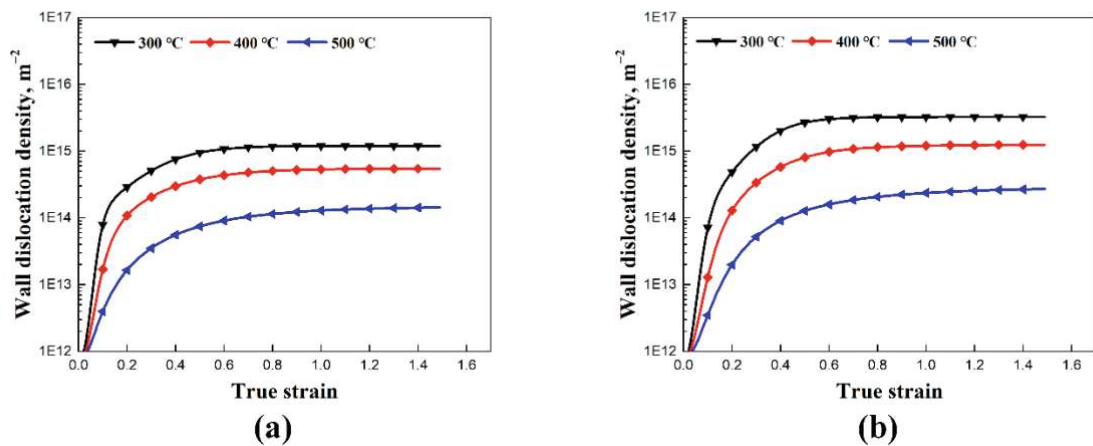 1E17
300 °C 400 °C 500 °C
1E16
1E15
1E14
1E13
1E12
Wall dislocation density, m⁻²
0.0 0.2 0.4 0.6 0.8 1.0 1.2 1.4 1.6
True strain
(a)
1E17
300 °C 400 °C 500 °C
1E16
1E15
1E14
1E13
1E12
Wall dislocation density, m⁻²
0.0 0.2 0.4 0.6 0.8 1.0 1.2 1.4 1.6
True strain
(b)